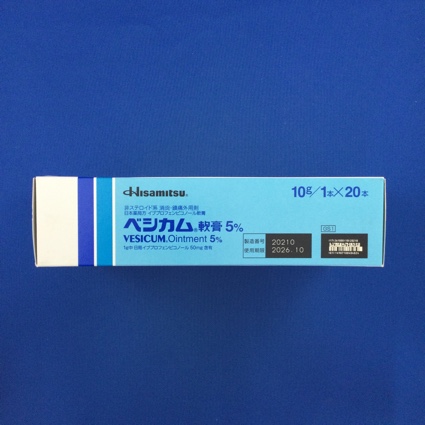 Hisamitsu®
10g/1本×20本
非ステロイド系 消炎・鎮痛外用剤
日本薬局方 イブプロフェンピコノール軟膏
ベシカム®軟膏5%
VESICUM® Ointment 5%
1g中 日局イブプロフェンピコノール 50mg 含有
製造番号 20210
使用期限 2026.10